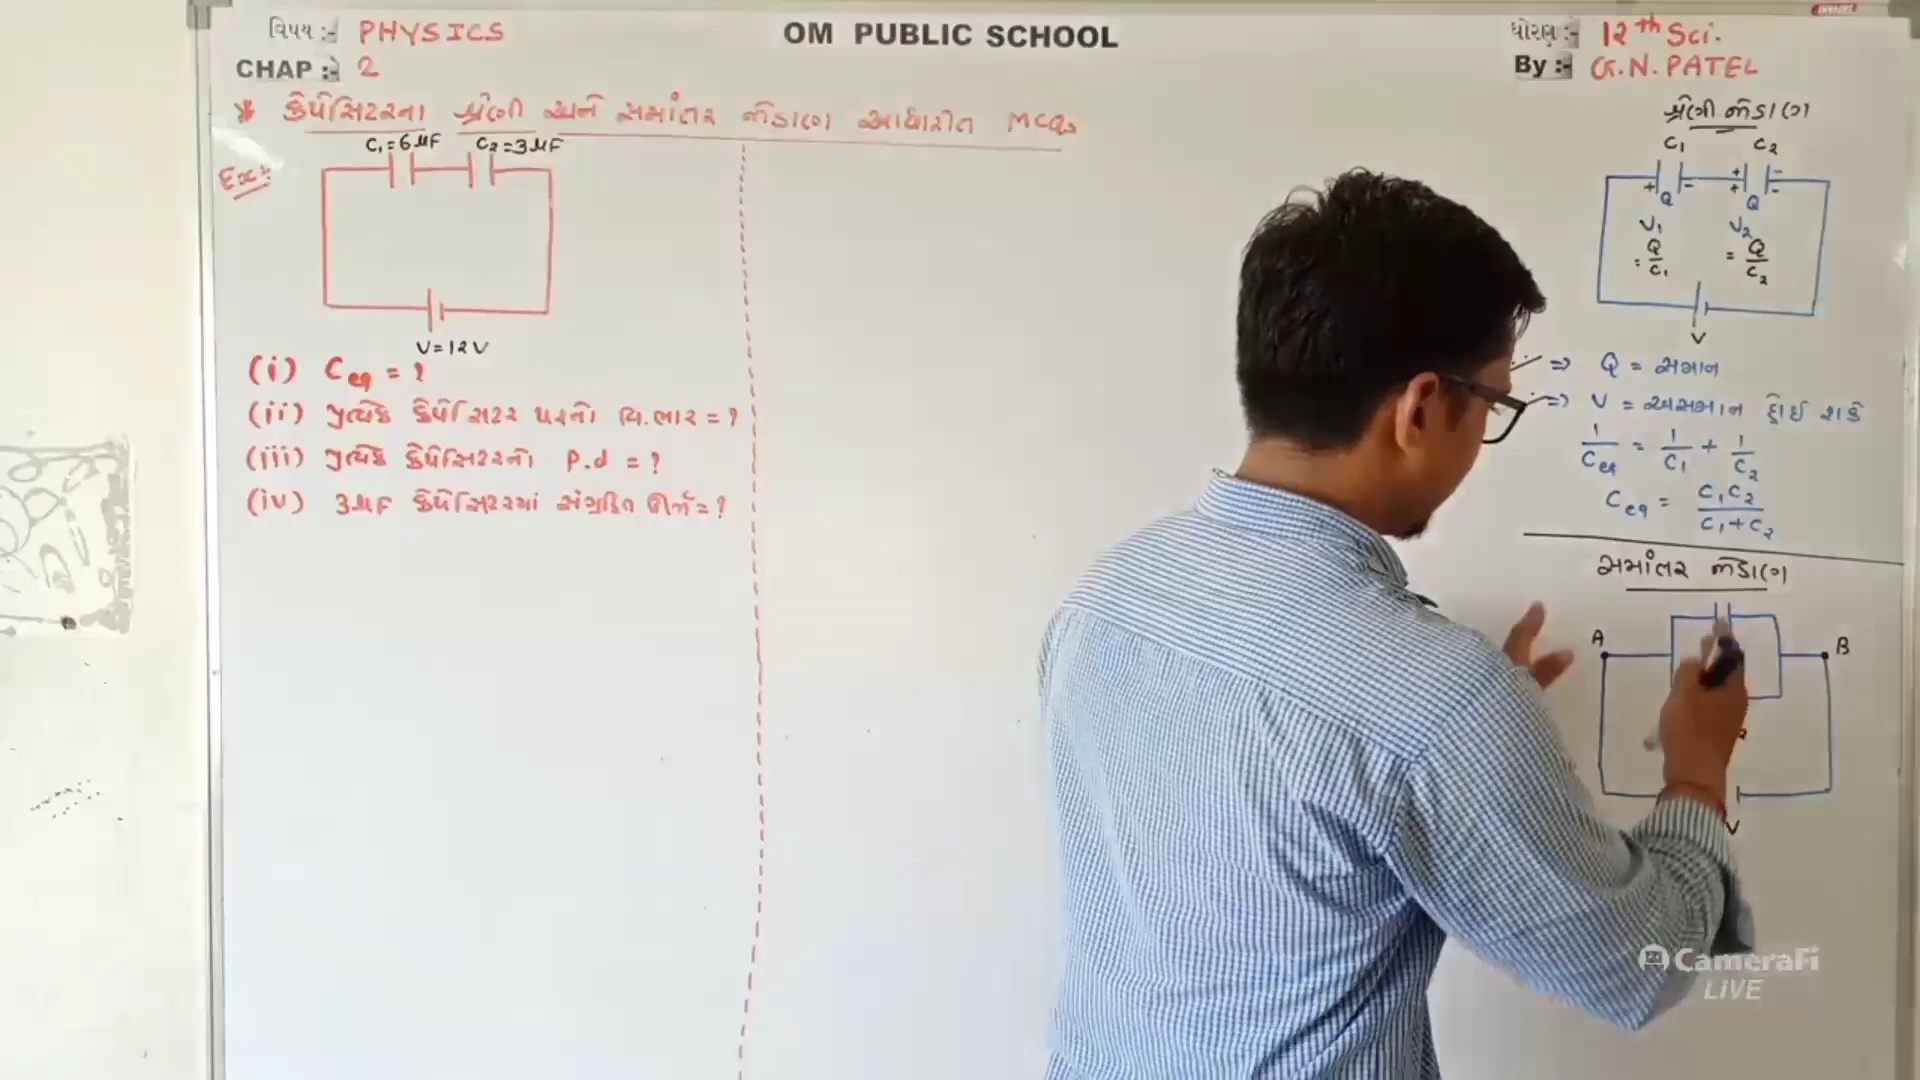 વિષય :- PHYSICS
OM PUBLIC SCHOOL
ધોરણ :- 12th Sci.
CHAP :- 2
By :- G.N. PATEL
* કેપેસિટરના શ્રેણી અને સમાંતર જોડાણ આધારીત MCQs
Ex:-
C₁=6μF C₂=3μF
V=12V
(i) Ceq = ?
(ii) પ્રત્યેક કેપેસિટર પરનો વિ.ભાર = ?
(iii) પ્રત્યેક કેપેસિટરનો P.d = ?
(iv) 3μF કેપેસિટરમાં સંગ્રહિત ઊર્જા = ?
શ્રેણી જોડાણ
C₁ C₂
+ - + -
+ Q + Q -
V₁ V₂
= Q/C₁ = Q/C₂
V
⇒ Q = સમાન
⇒ V = અસમાન હોઈ શકે
1/Ceq = 1/C₁ + 1/C₂
Ceq = C₁C₂/C₁+C₂
સમાંતર જોડાણ
A B
2
V
CameraFi
LIVE